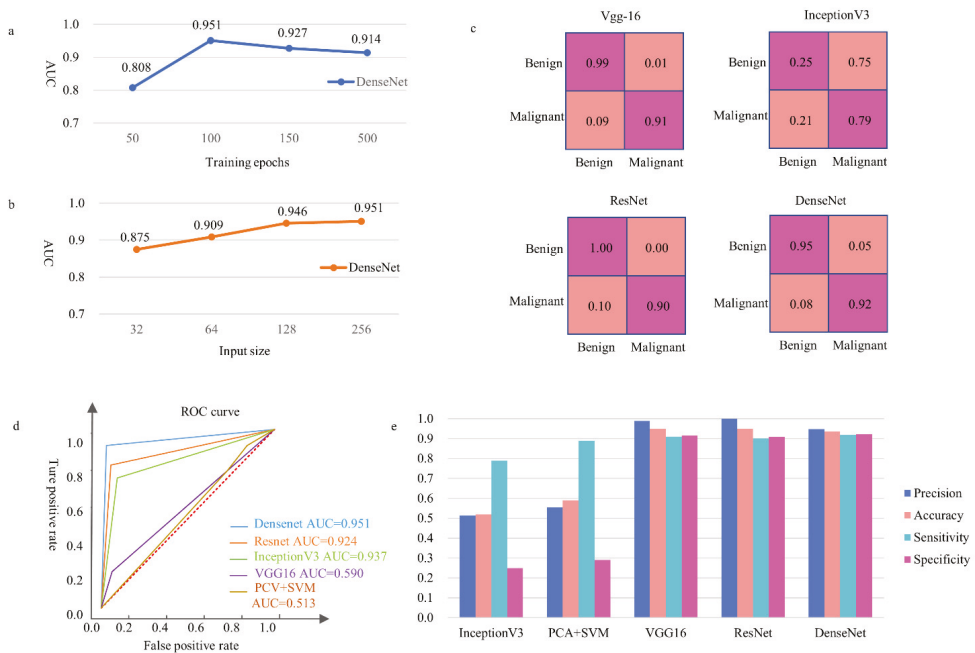 a
1.0
0.9
0.8
0.7
AUC
0.808
0.951
0.927
0.914
DenseNet
50
100
150
500
Training epochs
b
1.0
0.9
0.8
0.7
AUC
0.875
0.909
0.946
0.951
DenseNet
32
64
128
256
Input size
c
Vgg-16
Benign
0.99
0.01
Malignant
0.09
0.91
Benign
Malignant
InceptionV3
Benign
0.25
0.75
Malignant
0.21
0.79
Benign
Malignant
ResNet
Benign
1.00
0.00
Malignant
0.10
0.90
Benign
Malignant
DenseNet
Benign
0.95
0.05
Malignant
0.08
0.92
Benign
Malignant
d
ROC curve
1.0
0.8
0.6
0.4
0.2
0.0
Ture positive rate
Densenet AUC=0.951
Resnet AUC=0.924
InceptionV3 AUC=0.937
VGG16 AUC=0.590
PCV+SVM
AUC=0.513
0.0
0.2
0.4
0.6
0.8
1.0
False positive rate
e
1.0
0.9
0.8
0.7
0.6
0.5
0.4
0.3
0.2
0.1
0.0
InceptionV3
PCA+SVM
VGG16
ResNet
DenseNet
Precision
Accuracy
Sensitivity
Specificity